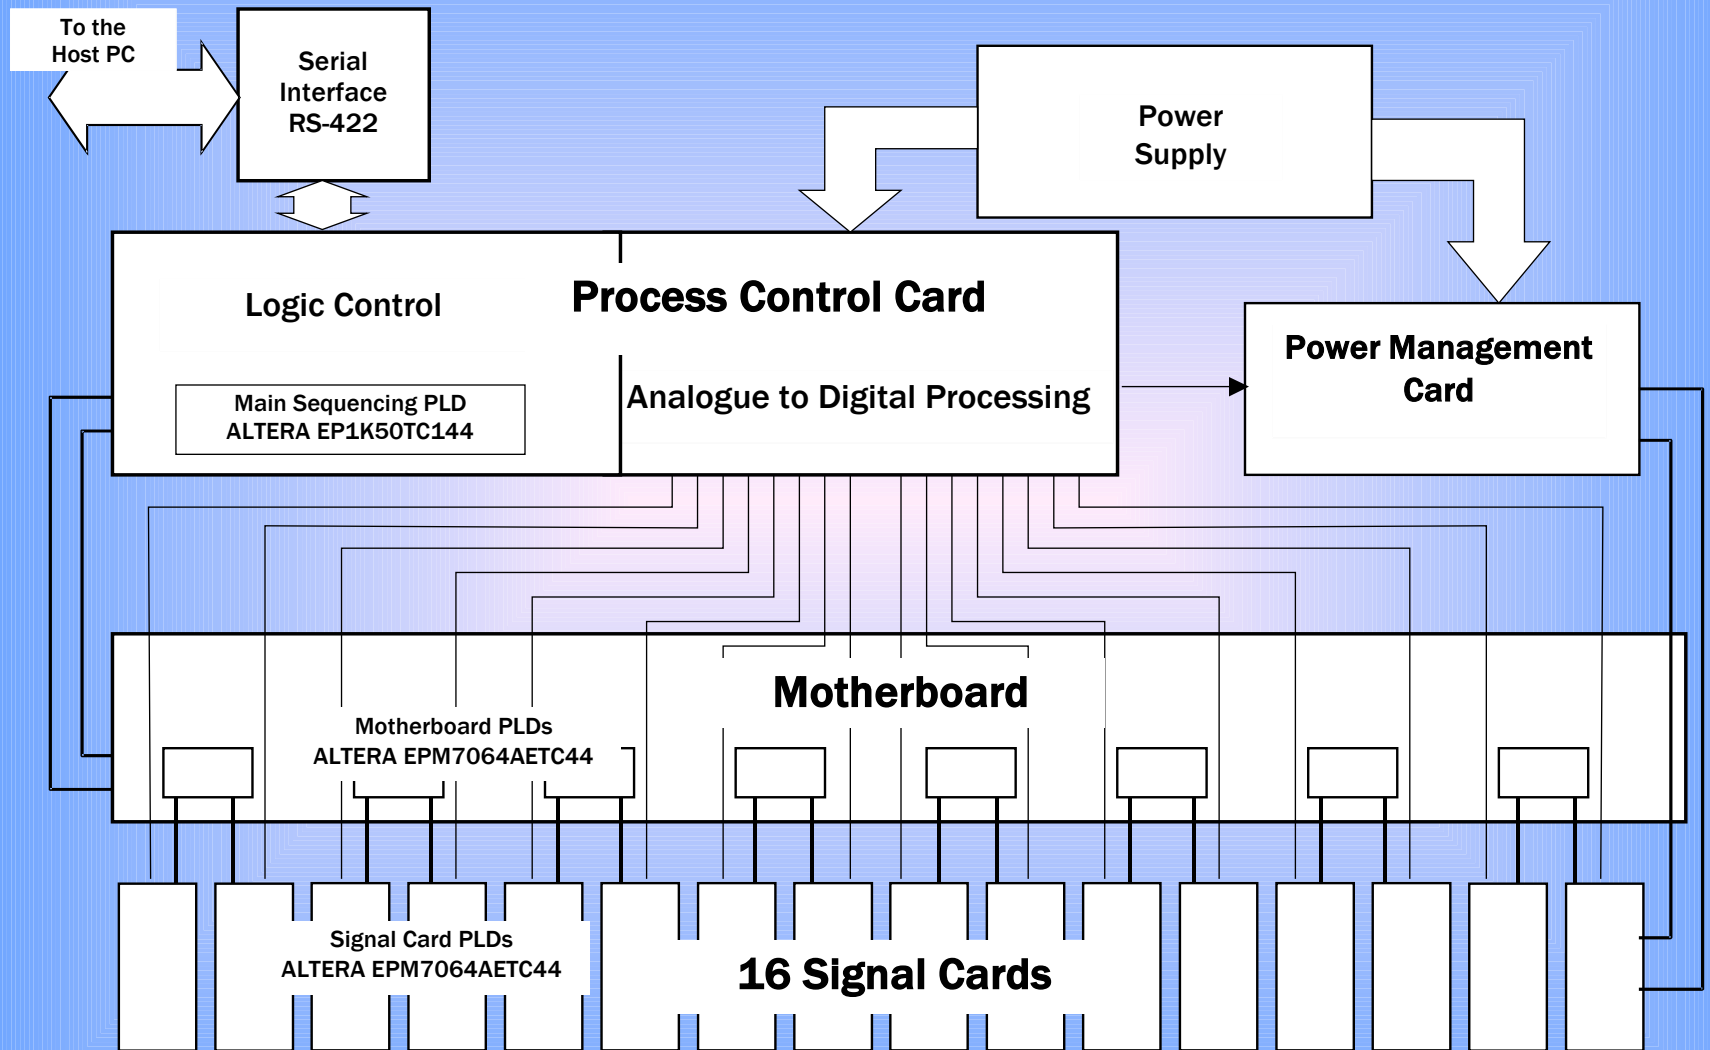 To the
Host PC
Serial
Interface
RS-422
Power
Supply
Logic Control
Process Control Card
Main Sequencing PLD
ALTERA EP1K50TC144
Analogue to Digital Processing
Power Management
Card
Motherboard
Motherboard PLDs
ALTERA EPM7064AETC44
Signal Card PLDs
ALTERA EPM7064AETC44
16 Signal Cards